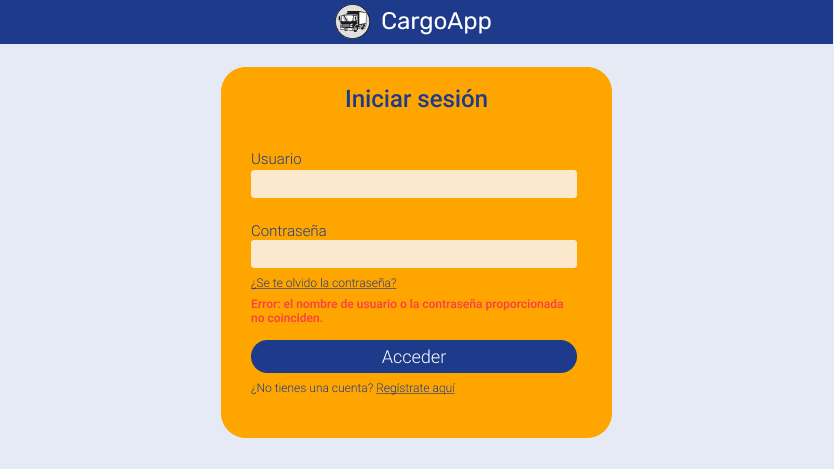 CargoApp
Iniciar sesión
Usuario
Contraseña
¿Se te olvido la contraseña?
Error: el nombre de usuario o la contraseña proporcionada
no coinciden.
Acceder
¿No tienes una cuenta? Regístrate aquí